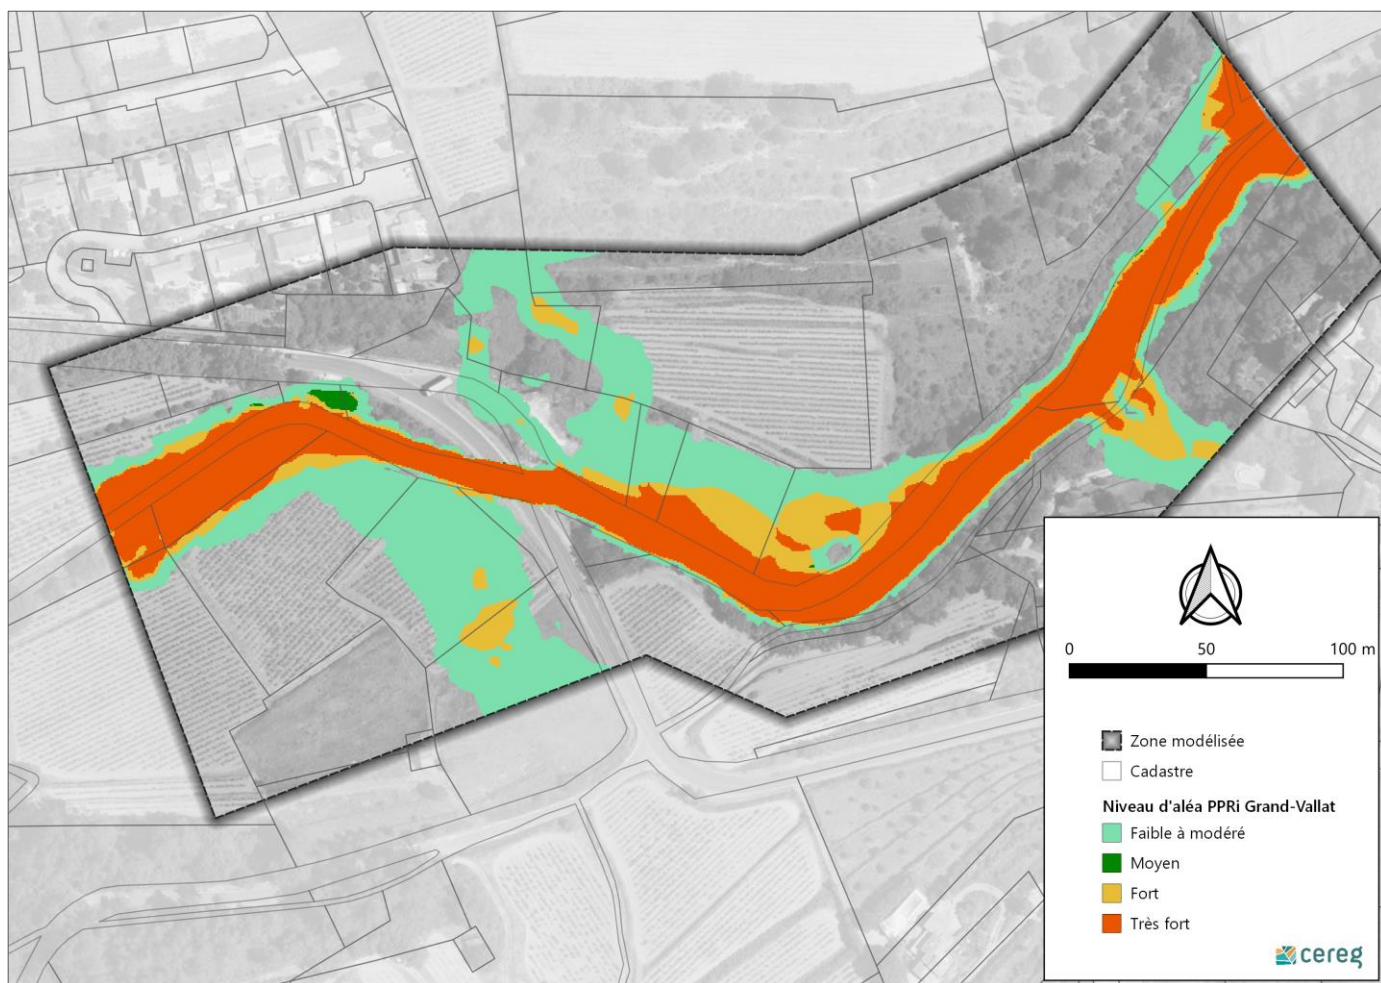 0 50 100 m
Zone modélisée
Cadastre
Niveau d'aléa PPRi Grand-Vallat
Faible à modéré
Moyen
Fort
Très fort
cereg